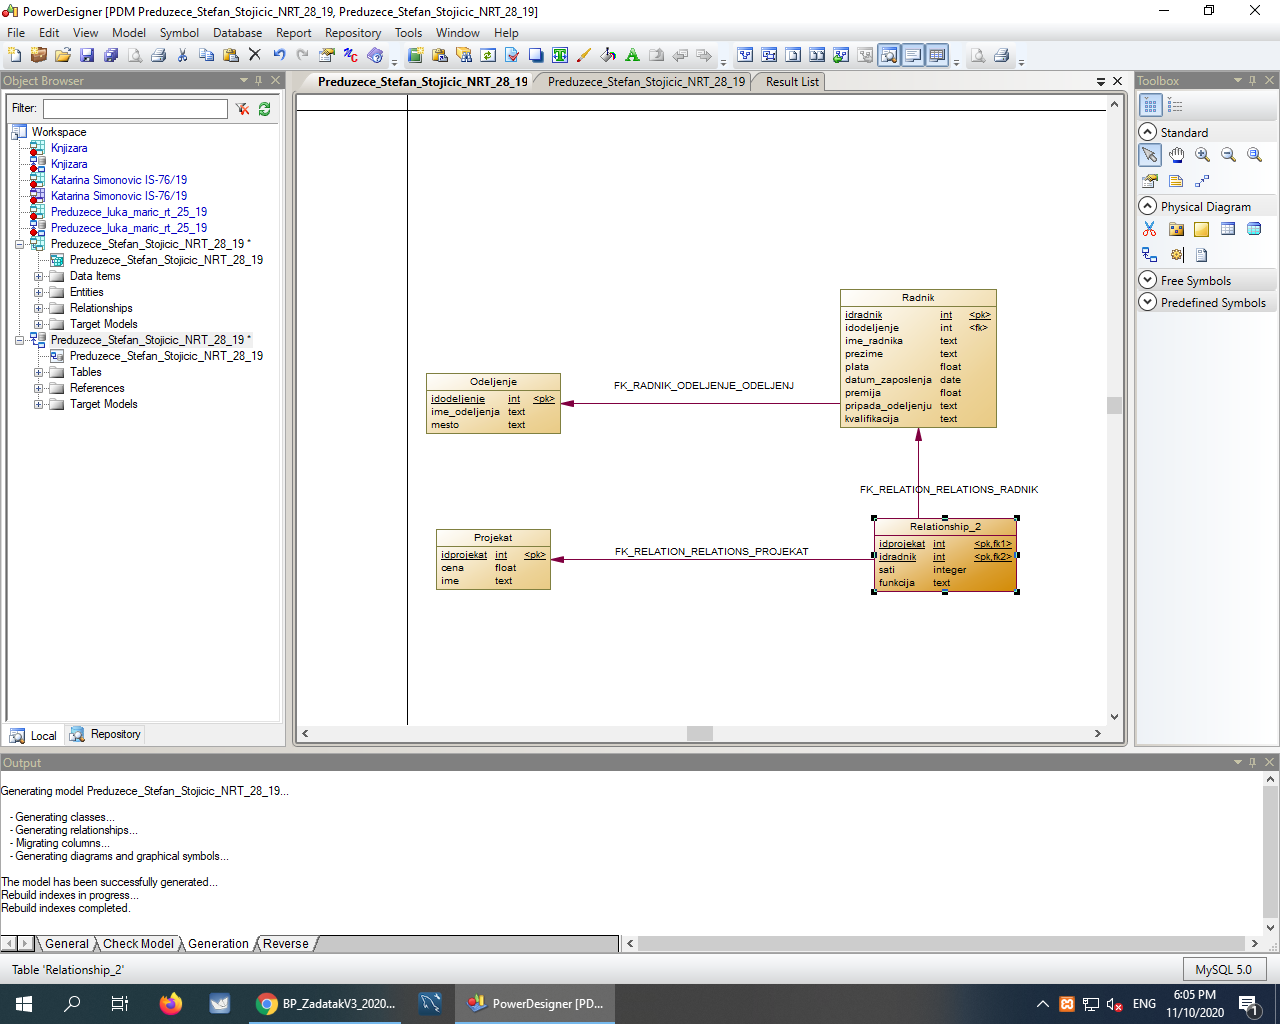 PowerDesigner [PDM Preduzece_Stefan_Stojicic_NRT_28_19, Preduzece_Stefan_Stojicic_NRT_28_19]
File Edit View Model Symbol Database Report Repository Tools Window Help
Object Browser
Filter:
Workspace
Knjizara
Knjizara
Katarina Simonovic IS-76/19
Katarina Simonovic IS-76/19
Preduzece_luka_maric_rt_25_19
Preduzece_luka_maric_rt_25_19
Preduzece_Stefan_Stojicic_NRT_28_19 *
Preduzece_Stefan_Stojicic_NRT_28_19
Data Items
Entities
Relationships
Target Models
Preduzece_Stefan_Stojicic_NRT_28_19 *
Preduzece_Stefan_Stojicic_NRT_28_19
Tables
References
Target Models
Local Repository
Preduzece_Stefan_Stojicic_NRT_28_19 Preduzece_Stefan_Stojicic_NRT_28_19 Result List
Radnik
idradnik int <pk>
idodeljenje int <fk>
ime_radnika text
prezime text
plata float
datum_zaposlenja date
premija float
pripada_odeljenju text
kvalifikacija text
FK_RADNIK_ODELJENJE_ODELJENJ
Odeljenje
idodeljenje int <pk>
ime_odeljenja text
mesto text
FK_RELATION_RELATIONS_RADNIK
Relationship_2
idprojekat int <pk,fk1>
idradnik int <pk,fk2>
sati integer
funkcija text
FK_RELATION_RELATIONS_PROJEKAT
Projekat
idprojekat int <pk>
cena float
ime text
Toolbox
Standard
Physical Diagram
Free Symbols
Predefined Symbols
Output
Generating model Preduzece_Stefan_Stojicic_NRT_28_19...
- Generating classes...
- Generating relationships...
- Migrating columns...
- Generating diagrams and graphical symbols...
The model has been successfully generated...
Rebuild indexes in progress...
Rebuild indexes completed.
General Check Model Generation Reverse
Table 'Relationship_2'
MySQL 5.0
BP_ZadatakV3_2020...
PowerDesigner [PD...
ENG
6:05 PM
11/10/2020
1